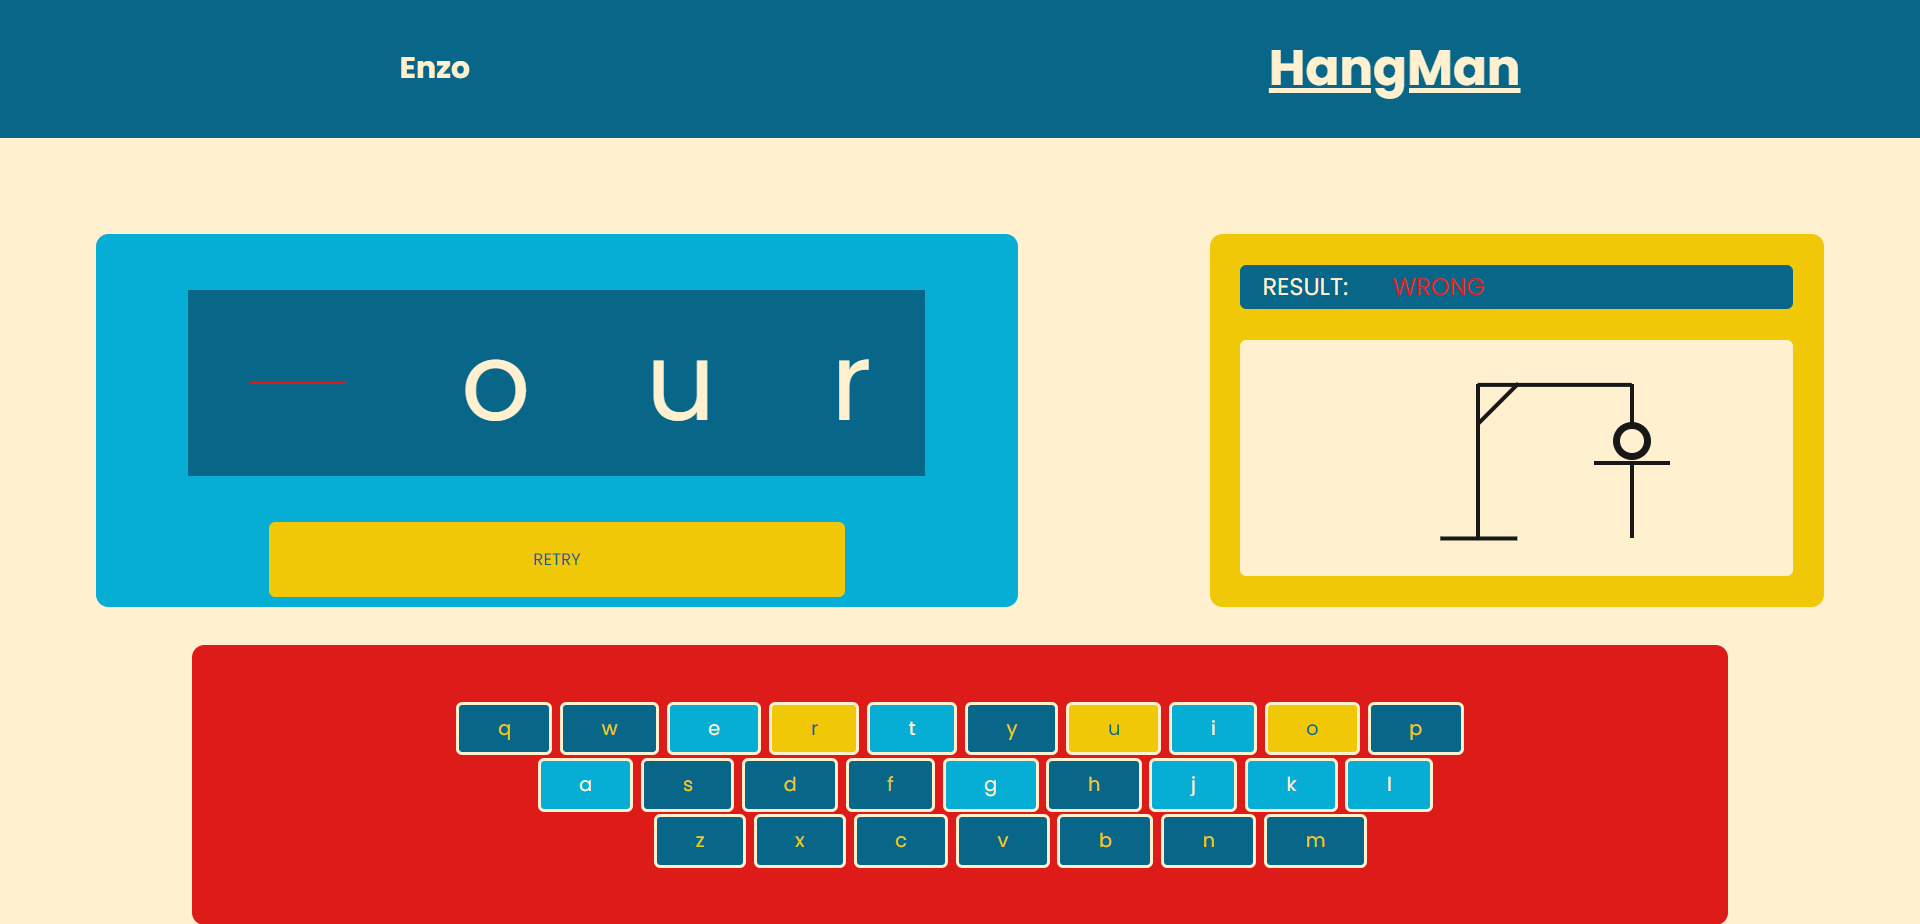 Enzo
HangMan
o u r
RETRY
RESULT: WRONG
q w e r t y u i o p
a s d f g h j k l
z x c v b n m